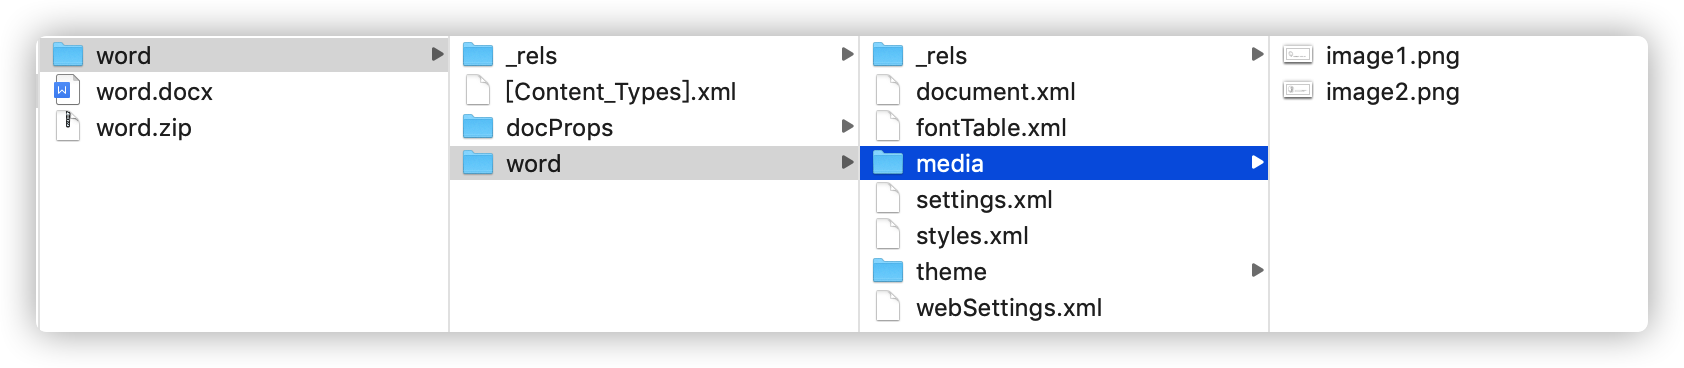 word
word.docx
word.zip
_rels
[Content_Types].xml
docProps
word
_rels
document.xml
fontTable.xml
media
settings.xml
styles.xml
theme
webSettings.xml
image1.png
image2.png